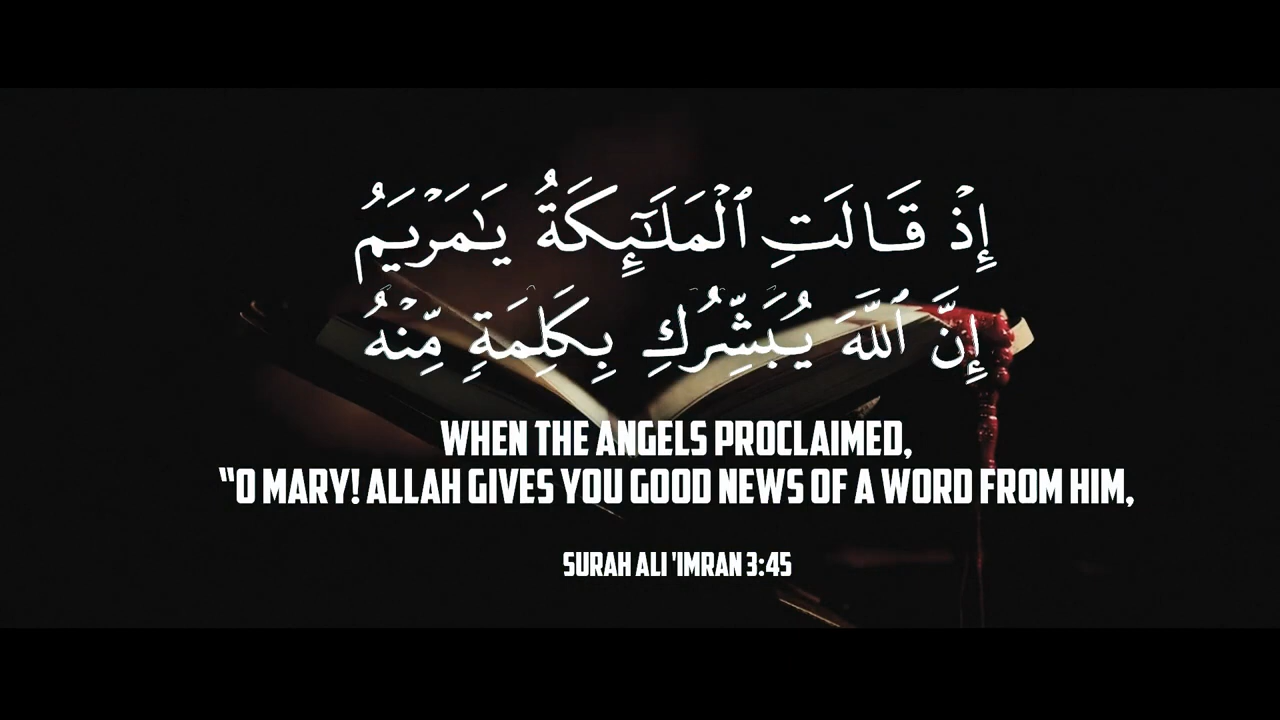 إِذْ قَالَتِ ٱلْمَلَـٰٓئِكَةُ يَـٰمَرْيَمُ
إِنَّ ٱللَّهَ يُبَشِّرُكِ بِكَلِمَةٍ مِّنْهُ
WHEN THE ANGELS PROCLAIMED,
“O MARY! ALLAH GIVES YOU GOOD NEWS OF A WORD FROM HIM,
SURAH ALI 'IMRAN 3:45